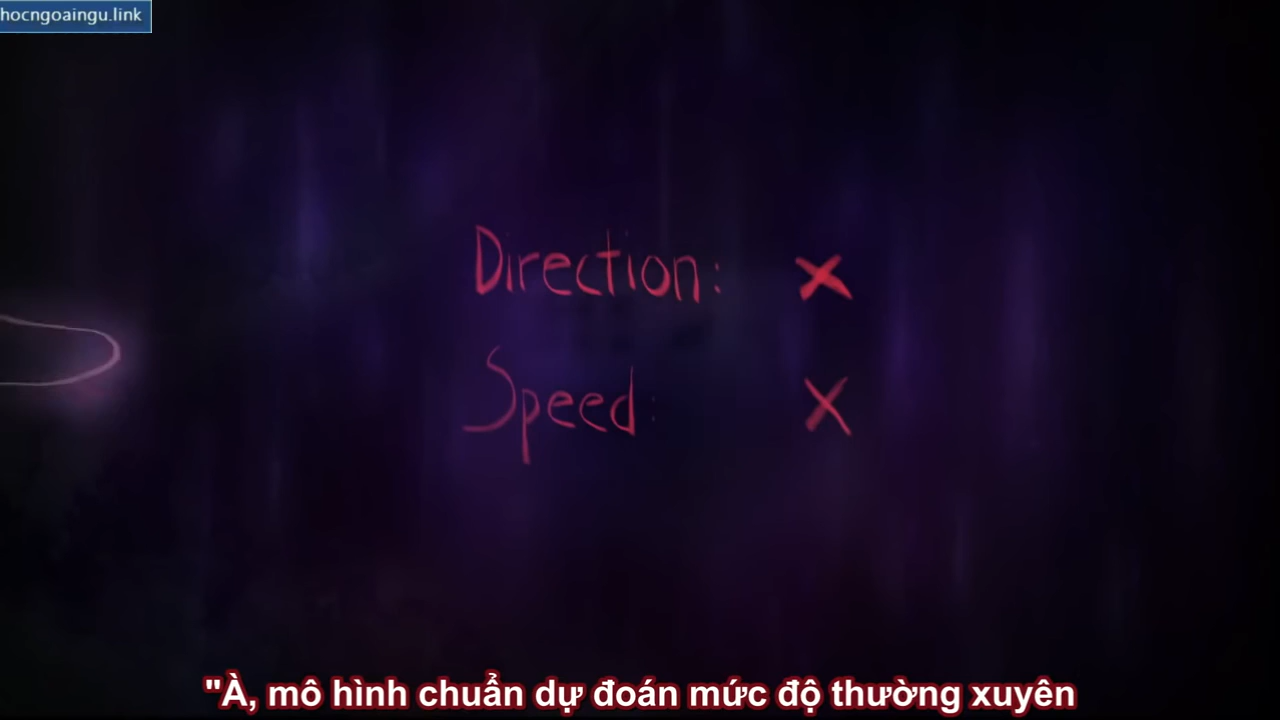 hocngoaingu.link
Direction: ×
Speed: ×
"À, mô hình chuẩn dự đoán mức độ thường xuyên